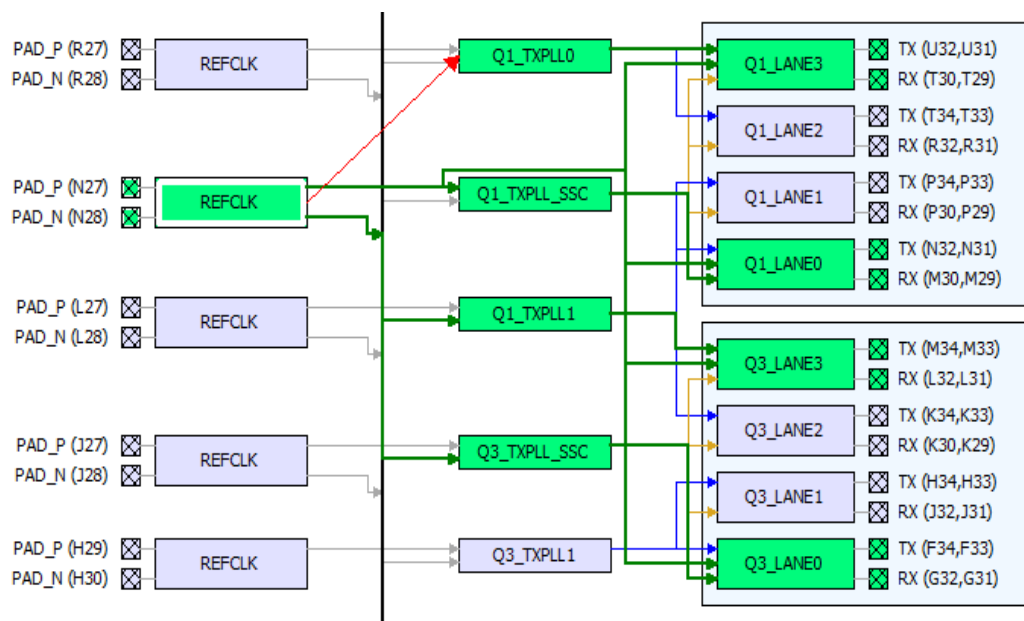 PAD_P (R27)
PAD_N (R28)
REFCLK
PAD_P (N27)
PAD_N (N28)
REFCLK
PAD_P (L27)
PAD_N (L28)
REFCLK
PAD_P (J27)
PAD_N (J28)
REFCLK
PAD_P (H29)
PAD_N (H30)
REFCLK
Q1_TXPLL0
Q1_TXPLL_SSC
Q1_TXPLL1
Q3_TXPLL_SSC
Q3_TXPLL1
Q1_LANE3
TX (U32,U31)
RX (T30,T29)
Q1_LANE2
TX (T34,T33)
RX (R32,R31)
Q1_LANE1
TX (P34,P33)
RX (P30,P29)
Q1_LANE0
TX (N32,N31)
RX (M30,M29)
Q3_LANE3
TX (M34,M33)
RX (L32,L31)
Q3_LANE2
TX (K34,K33)
RX (K30,K29)
Q3_LANE1
TX (H34,H33)
RX (J32,J31)
Q3_LANE0
TX (F34,F33)
RX (G32,G31)